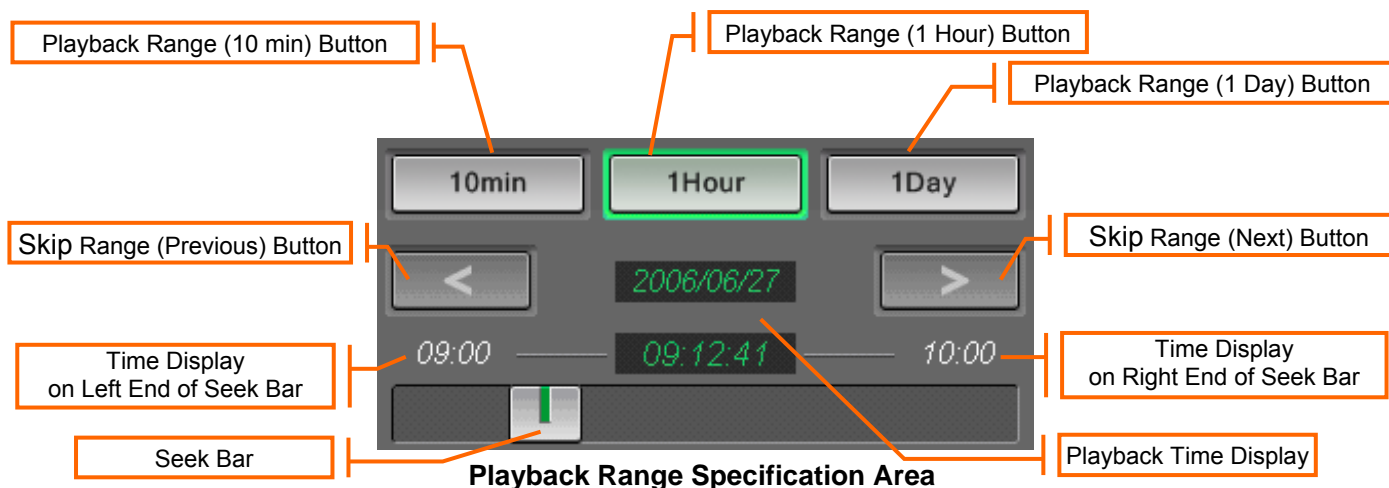 Playback Range (10 min) Button
Playback Range (1 Hour) Button
Playback Range (1 Day) Button
10min
1Hour
1Day
Skip Range (Previous) Button
Skip Range (Next) Button
<
2006/06/27
>
Time Display
on Left End of Seek Bar
09:00
09:12:41
10:00
Time Display
on Right End of Seek Bar
Seek Bar
Playback Time Display
Playback Range Specification Area